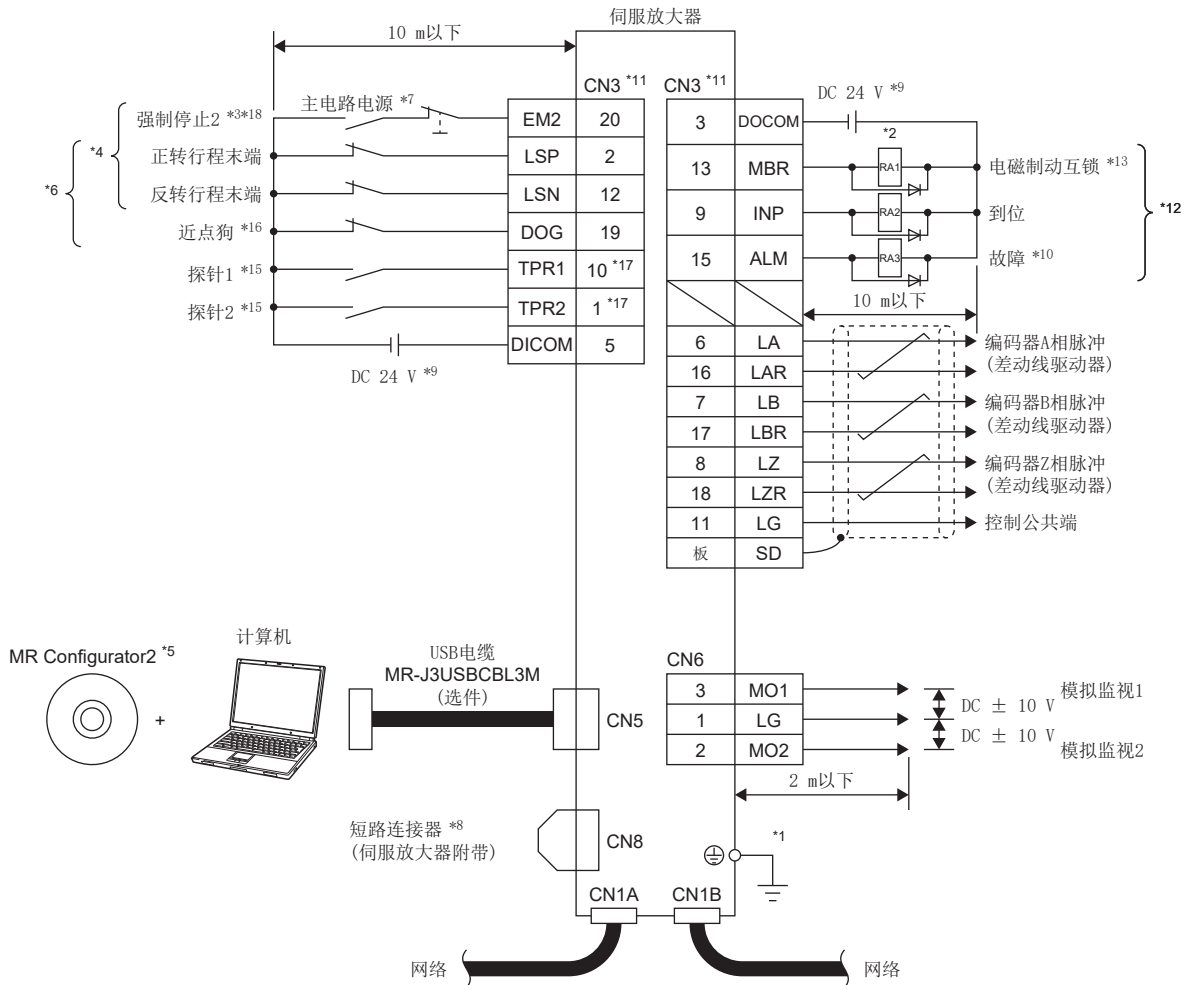 伺服放大器
10 m以下
CN3 *11
CN3 *11
强制停止2 *3*18
主电路电源 *7
EM2 20
*4
正转行程末端
LSP 2
*6
反转行程末端
LSN 12
近点狗 *16
DOG 19
探针1 *15
TPR1 10 *17
探针2 *15
TPR2 1 *17
DICOM 5
DC 24 V *9
DC 24 V *9
3 DOCOM
*2
13 MBR
RA1
电磁制动互锁 *13
9 INP
RA2
到位
*12
15 ALM
RA3
故障 *10
10 m以下
6 LA
编码器A相脉冲
16 LAR
(差动线驱动器)
7 LB
编码器B相脉冲
17 LBR
(差动线驱动器)
8 LZ
编码器Z相脉冲
18 LZR
(差动线驱动器)
11 LG
控制公共端
板 SD
MR Configurator2 *5
+
计算机
USB电缆
MR-J3USBCBL3M
(选件)
CN5
CN6
3 MO1
模拟监视1
DC ± 10 V
1 LG
DC ± 10 V
2 MO2
模拟监视2
2 m以下
短路连接器 *8
(伺服放大器附带)
CN8
*1
CN1A
CN1B
网络
网络